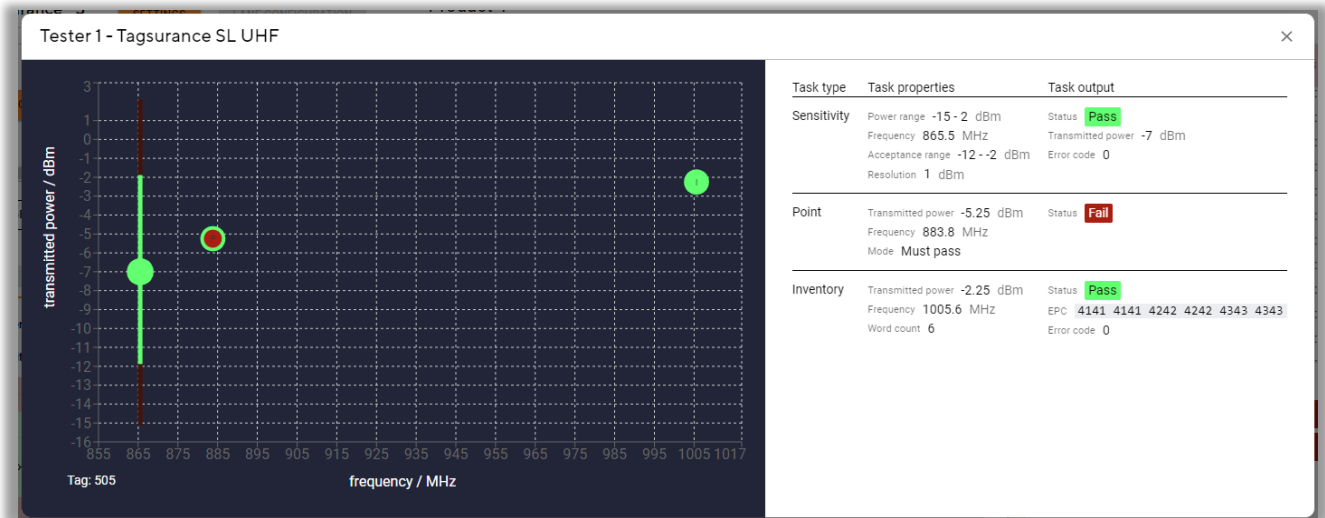 SETTINGS
Tester 1 - Tagsurance SL UHF
3
1
0
-1
-2
-3
-4
-5
-6
-7
-8
-9
-10
-11
-12
-13
-14
-15
-16
transmitted power / dBm
855 865 875 885 895 905 915 925 935 945 955 965 975 985 995 1005 1017
Tag: 505
frequency / MHz
Task type Task properties Task output
Sensitivity Power range -15 - 2 dBm Status Pass
Frequency 865.5 MHz Transmitted power -7 dBm
Acceptance range -12 - -2 dBm Error code 0
Resolution 1 dBm
Point Transmitted power -5.25 dBm Status Fail
Frequency 883.8 MHz
Mode Must pass
Inventory Transmitted power -2.25 dBm Status Pass
Frequency 1005.6 MHz EPC 4141 4141 4242 4242 4343 4343
Word count 6 Error code 0